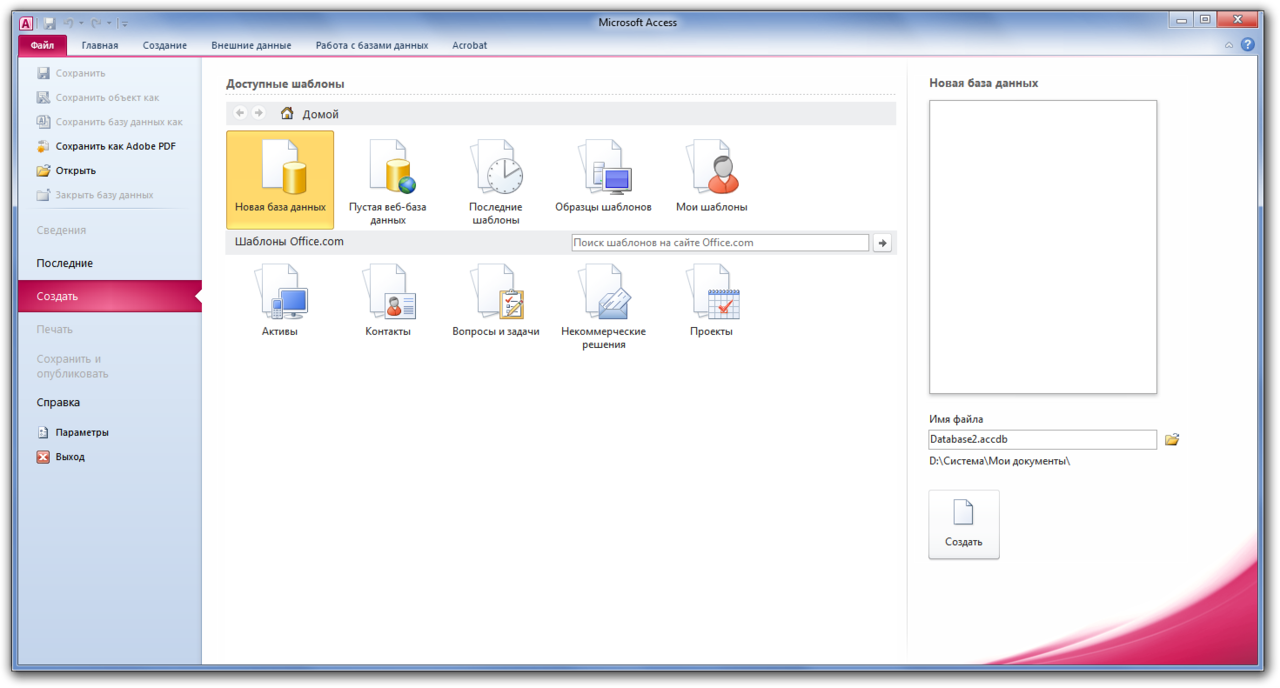 Microsoft Access
Файл Главная Создание Внешние данные Работа с базами данных Acrobat
Сохранить
Сохранить объект как
Сохранить базу данных как
Сохранить как Adobe PDF
Открыть
Закрыть базу данных
Сведения
Последние
Создать
Печать
Сохранить и
опубликовать
Справка
Параметры
Выход
Доступные шаблоны
Домой
Новая база данных
Пустая веб-база
данных
Последние
шаблоны
Образцы шаблонов
Мои шаблоны
Шаблоны Office.com
Поиск шаблонов на сайте Office.com
Активы
Контакты
Вопросы и задачи
Некоммерческие
решения
Проекты
Новая база данных
Имя файла
Database2.accdb
D:\Система\Мои документы\
Создать